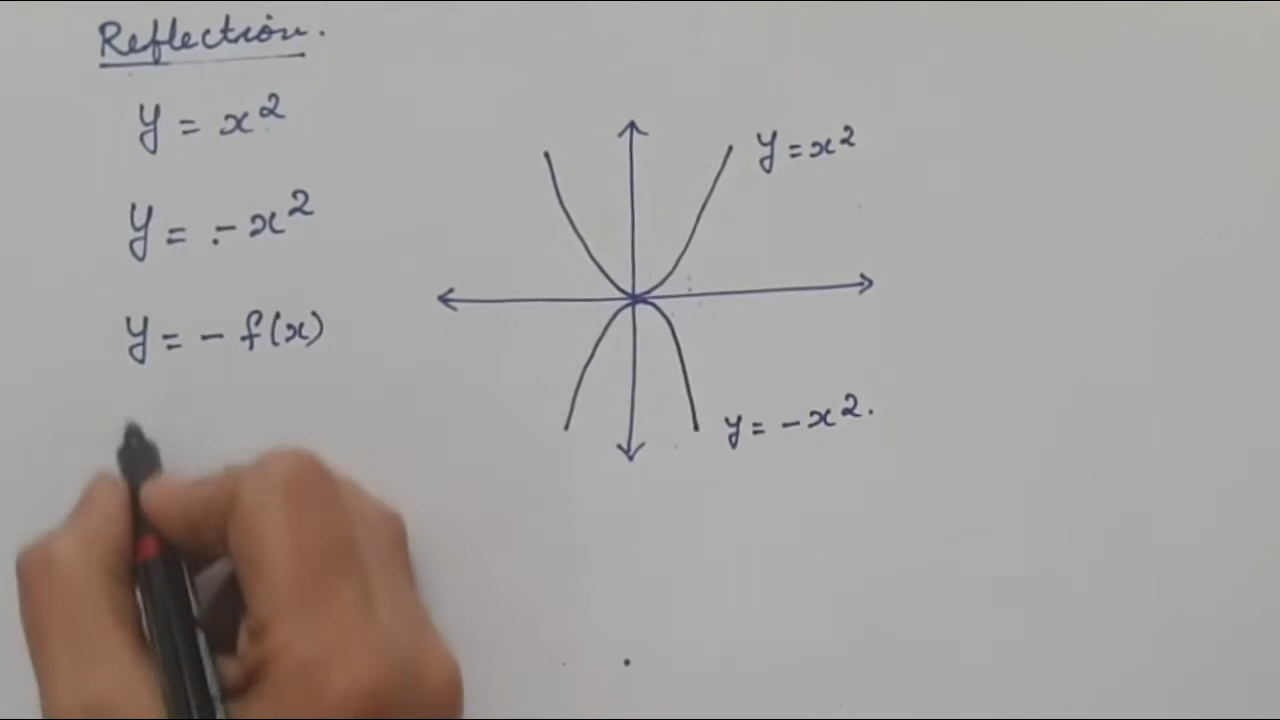 Reflection.
y = x²
y = -x²
y = - f(x)
y = x²
y = -x².